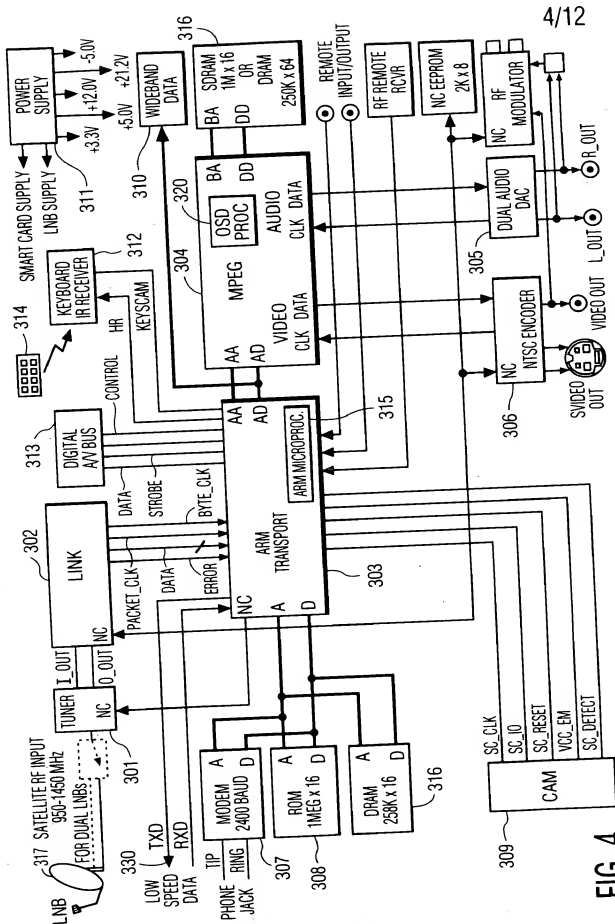 4/12
317
SATELLITE RF INPUT
950-1450 MHz
LNB
FOR DUAL LNBs
301
TUNER
NC
I_OUT
O_OUT
302
LINK
NC
PACKET_CLK
DATA
ERROR
BYTE_CLK
313
DIGITAL
A/V BUS
DATA
STROBE
CONTROL
314
KEYBOARD
IR RECEIVER
312
HR
KEYSCAM
SMART CARD SUPPLY
LNB SUPPLY
POWER
SUPPLY
311
+3.3V
+5.0V
+12.0V
+21.2V
-5.0V
310
WIDEBAND
DATA
316
SDRAM
1M x 16
OR
DRAM
250K x 64
BA
DD
BA
DD
320
OSD
PROC
304
MPEG
AA
AD
VIDEO
CLK DATA
AUDIO
CLK DATA
REMOTE
INPUT/OUTPUT
RF REMOTE
RCVR
NC EEPROM
2K x 8
330
LOW
SPEED
DATA
TXD
RXD
NC
AA
AD
315
ARM MICROPROC.
ARM
TRANSPORT
303
A
D
PHONE
JACK
TIP
RING
MODEM
2400 BAUD
A
D
307
ROM
1MEG x 16
A
D
308
DRAM
258K x 16
A
D
316
NC
NTSC ENCODER
306
SVIDEO
OUT
VIDEO OUT
305
DUAL AUDIO
DAC
L_OUT
R_OUT
NC
RF
MODULATOR
309
CAM
SC_CLK
SC_IO
SC_RESET
VCC_EM
SC_DETECT
FIG. 4